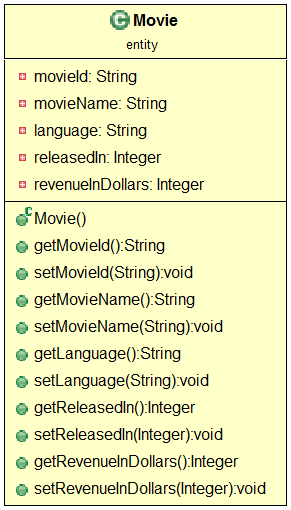 Movie
entity
movieId: String
movieName: String
language: String
releasedIn: Integer
revenueInDollars: Integer
Movie()
getMovieId():String
setMovieId(String):void
getMovieName():String
setMovieName(String):void
getLanguage():String
setLanguage(String):void
getReleasedIn():Integer
setReleasedIn(Integer):void
getRevenueInDollars():Integer
setRevenueInDollars(Integer):void